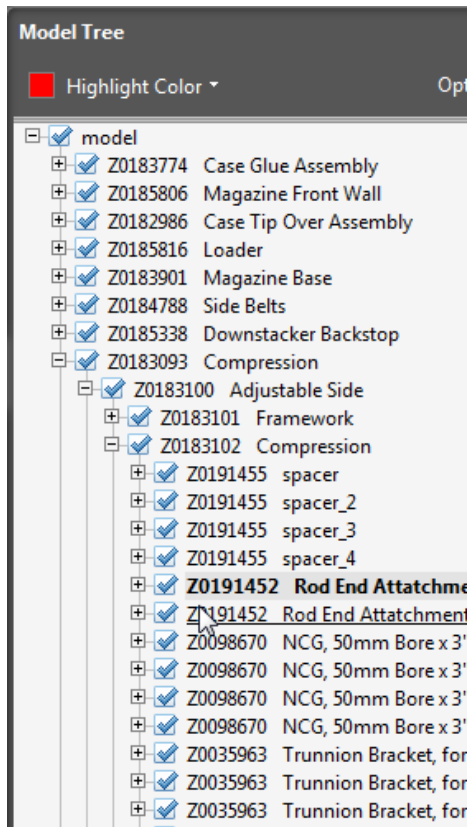 Model Tree
Highlight Color
model
Z0183774 Case Glue Assembly
Z0185806 Magazine Front Wall
Z0182986 Case Tip Over Assembly
Z0185816 Loader
Z0183901 Magazine Base
Z0184788 Side Belts
Z0185338 Downstacker Backstop
Z0183093 Compression
Z0183100 Adjustable Side
Z0183101 Framework
Z0183102 Compression
Z0191455 spacer
Z0191455 spacer_2
Z0191455 spacer_3
Z0191455 spacer_4
Z0191452 Rod End Attatchme
Z0191452 Rod End Attatchment
Z0098670 NCG, 50mm Bore x 3"
Z0098670 NCG, 50mm Bore x 3"
Z0098670 NCG, 50mm Bore x 3"
Z0098670 NCG, 50mm Bore x 3"
Z0035963 Trunnion Bracket, for
Z0035963 Trunnion Bracket, for
Z0035963 Trunnion Bracket, for